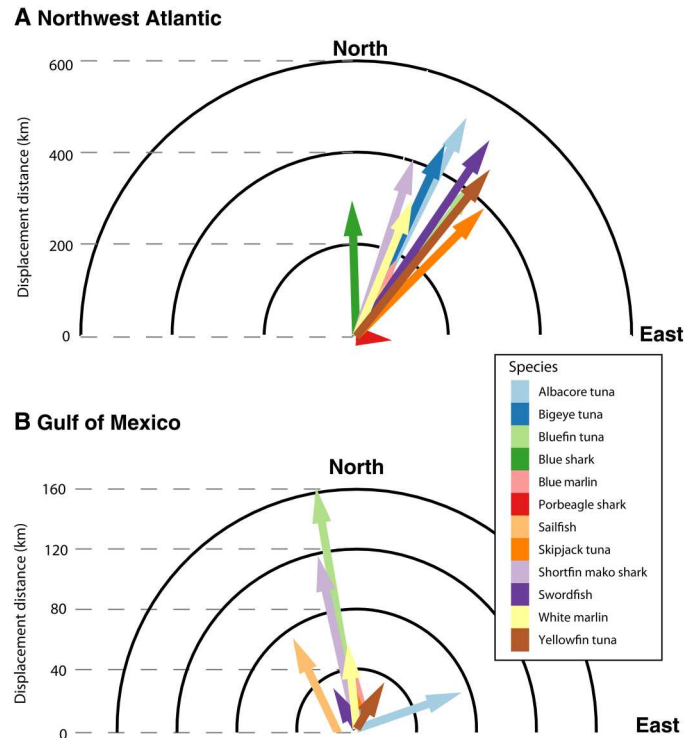 A Northwest Atlantic
North
600
400
200
0
Displacement distance (km)
East
Species
Albacore tuna
Bigeye tuna
Bluefin tuna
Blue shark
Blue marlin
Porbeagle shark
Sailfish
Skipjack tuna
Shortfin mako shark
Swordfish
White marlin
Yellowfin tuna
B Gulf of Mexico
North
160
120
80
40
0
Displacement distance (km)
East